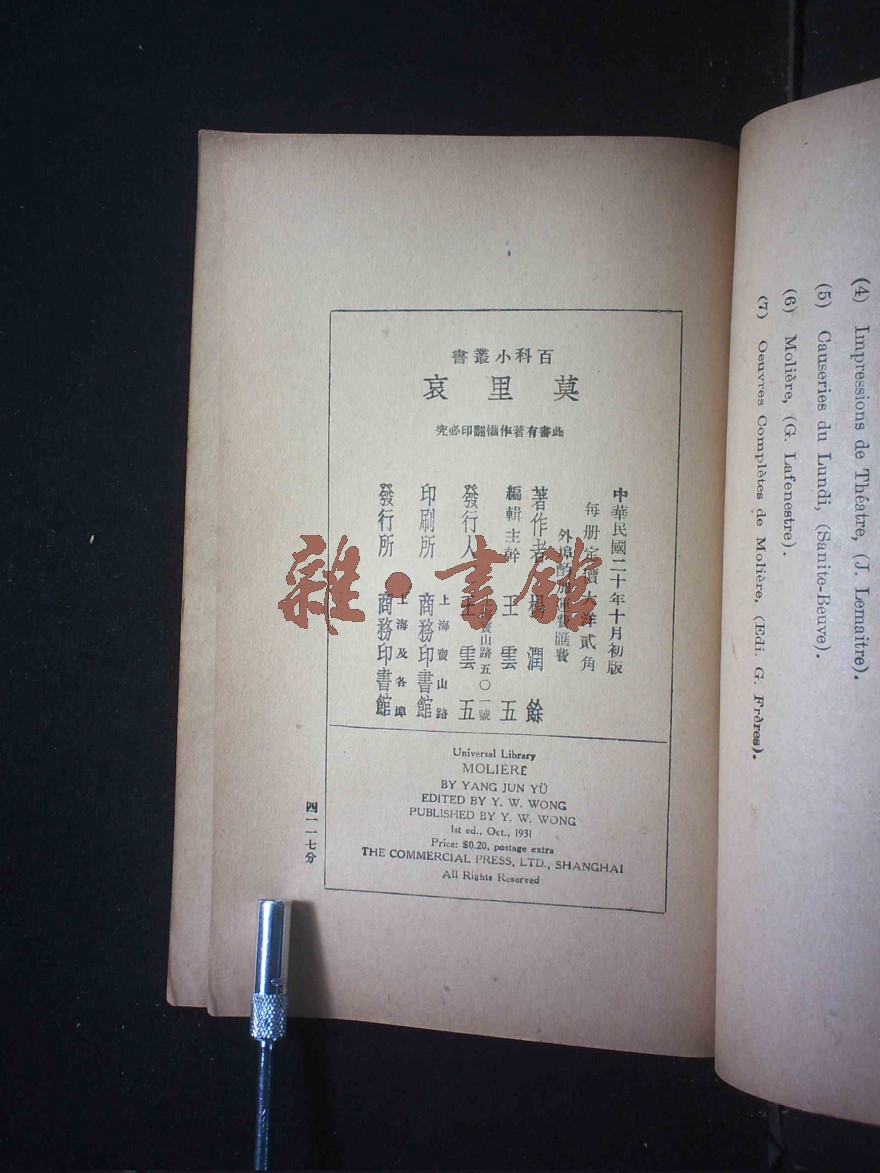 百科小叢書
莫里哀
此書有著作權翻印必究
中華民國二十年十月初版
每册定價大洋貳角
外埠酌加運費匯費
著作者 楊潤餘
編輯主幹 王雲五
發行人 王雲五
寶山路五〇一號
印刷所 商務印書館
上海寶山路
發行所 商務印書館
上海及各埠
Universal Library
MOLIERE
BY YANG JUN YÜ
EDITED BY Y. W. WONG
PUBLISHED BY Y. W. WONG
1st ed., Oct., 1931
Price: $0.20, postage extra
THE COMMERCIAL PRESS, LTD., SHANGHAI
All Rights Reserved
四一一七分
(4) Impressions de Théatre, (J. Lemaitre).
(5) Causeries du Lundi, (Sanite-Beuve).
(6) Molière, (G. Lafenestre).
(7) Oeuvres Complètes de Molière, (Edi. G. Frères).
雜·書館